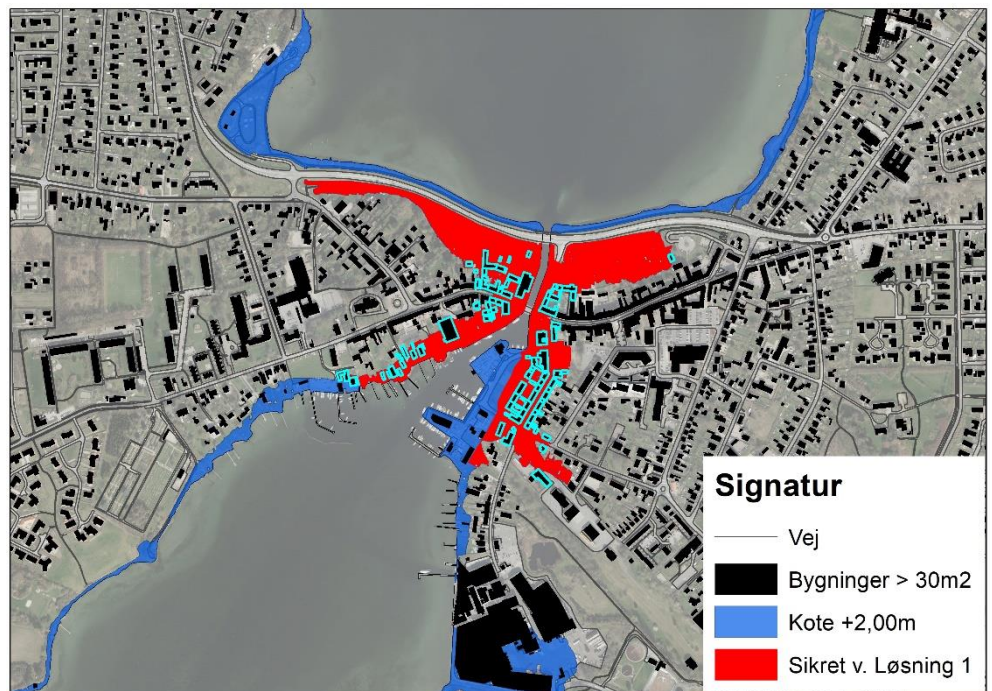 Signatur
Vej
Bygninger > 30m2
Kote +2,00m
Sikret v. Løsning 1